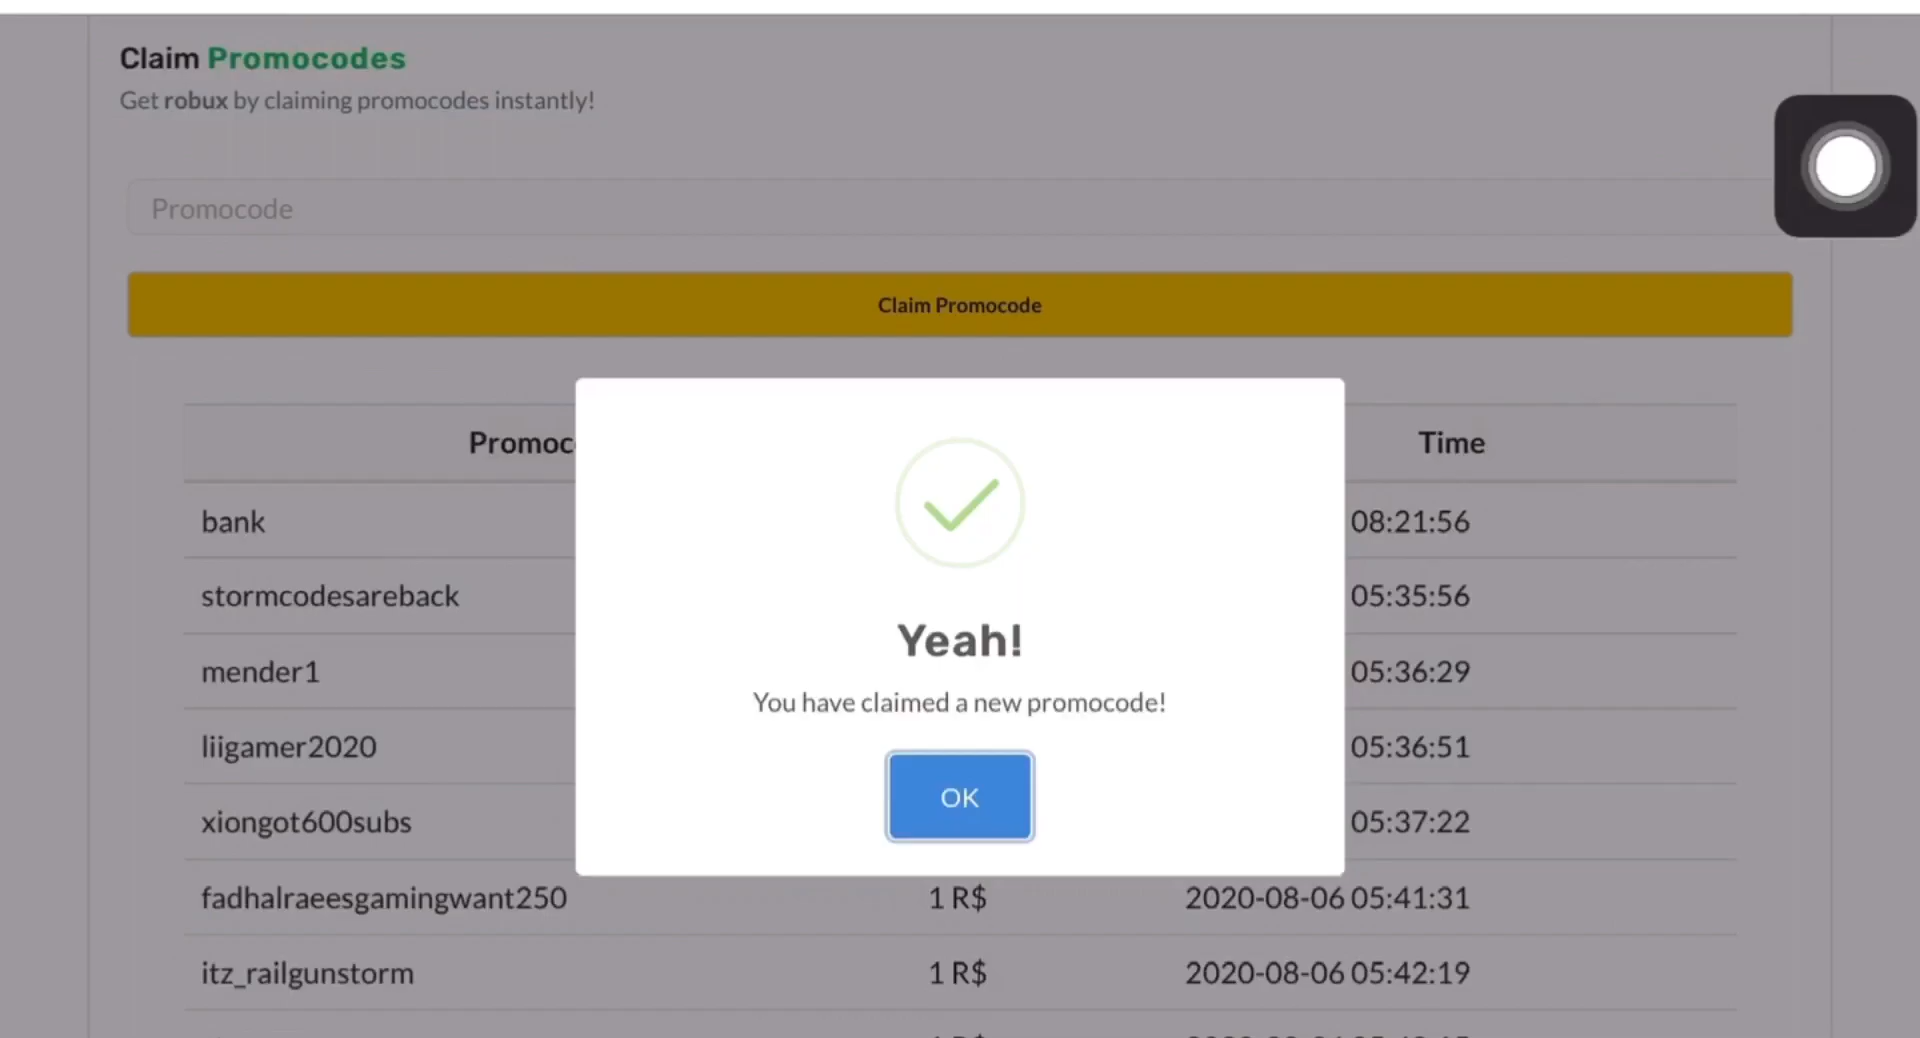 Claim Promocodes
Get robux by claiming promocodes instantly!
Promocode
Claim Promocode
Time
bank 08:21:56
stormcodesareback 05:35:56
mender1 05:36:29
liigamer2020 05:36:51
xiongot600subs 05:37:22
Yeah!
You have claimed a new promocode!
OK
fadhalraeesgamingwant250 1 R$ 2020-08-06 05:41:31
itz_railgunstorm 1 R$ 2020-08-06 05:42:19